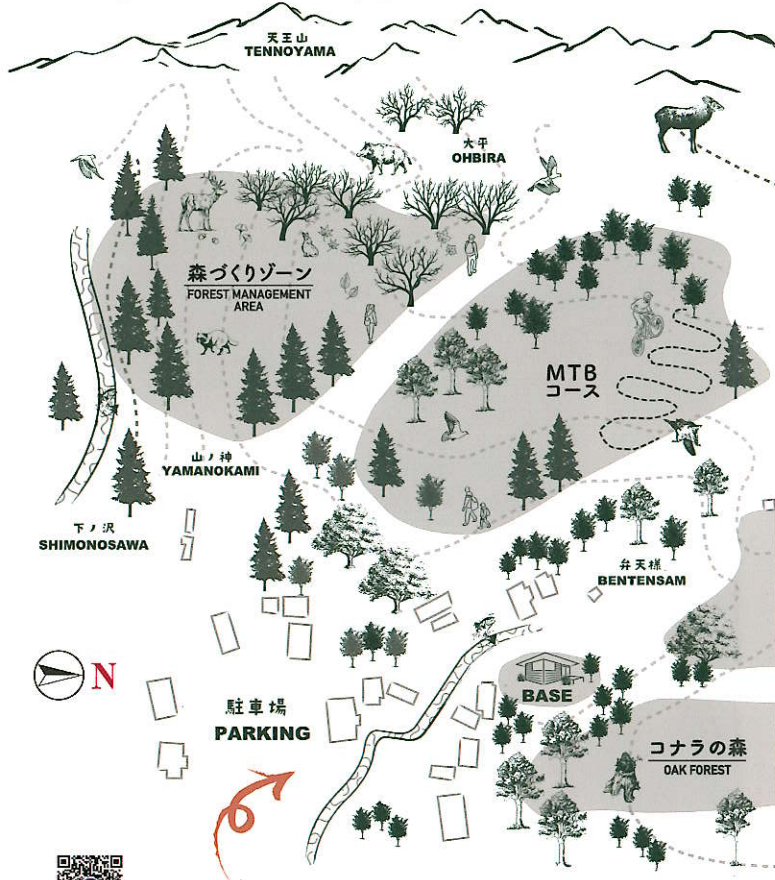 天王山
TENNOYAMA
大平
OHBIRA
森づくりゾーン
FOREST MANAGEMENT
AREA
MTB
コース
山ノ神
YAMANOKAMI
下ノ沢
SHIMONOSAWA
弁天様
BENTENSAM
N
BASE
駐車場
PARKING
コナラの森
OAK FOREST